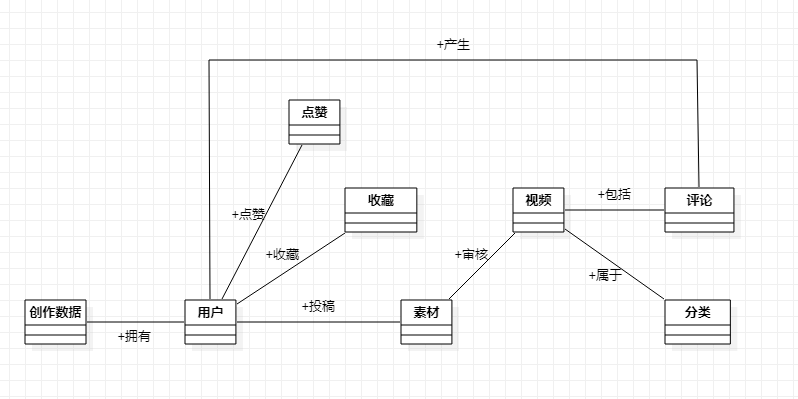 +产生
点赞
收藏
视频
+包括
评论
+点赞
+收藏
+审核
+属于
创作数据
+拥有
用户
+投稿
素材
分类